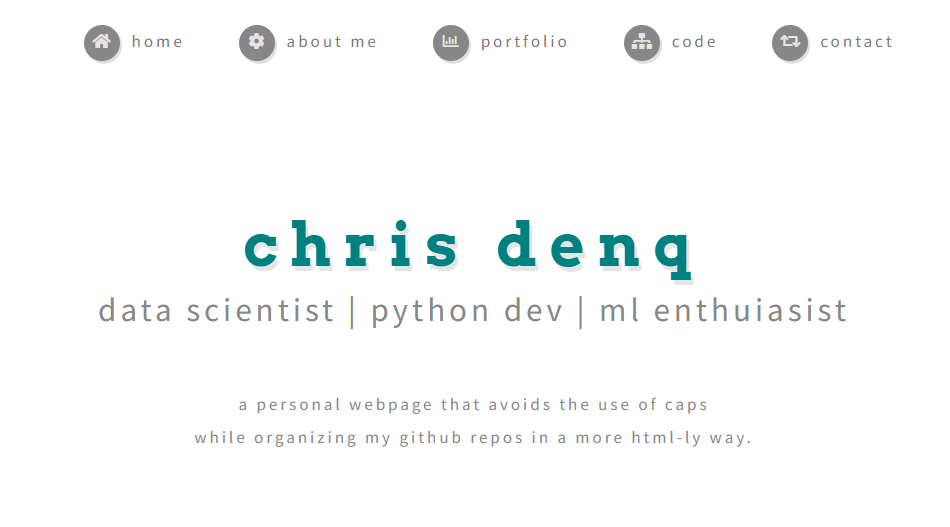 home about me portfolio code contact
chris denq
data scientist | python dev | ml enthuiasist
a personal webpage that avoids the use of caps
while organizing my github repos in a more html-ly way.